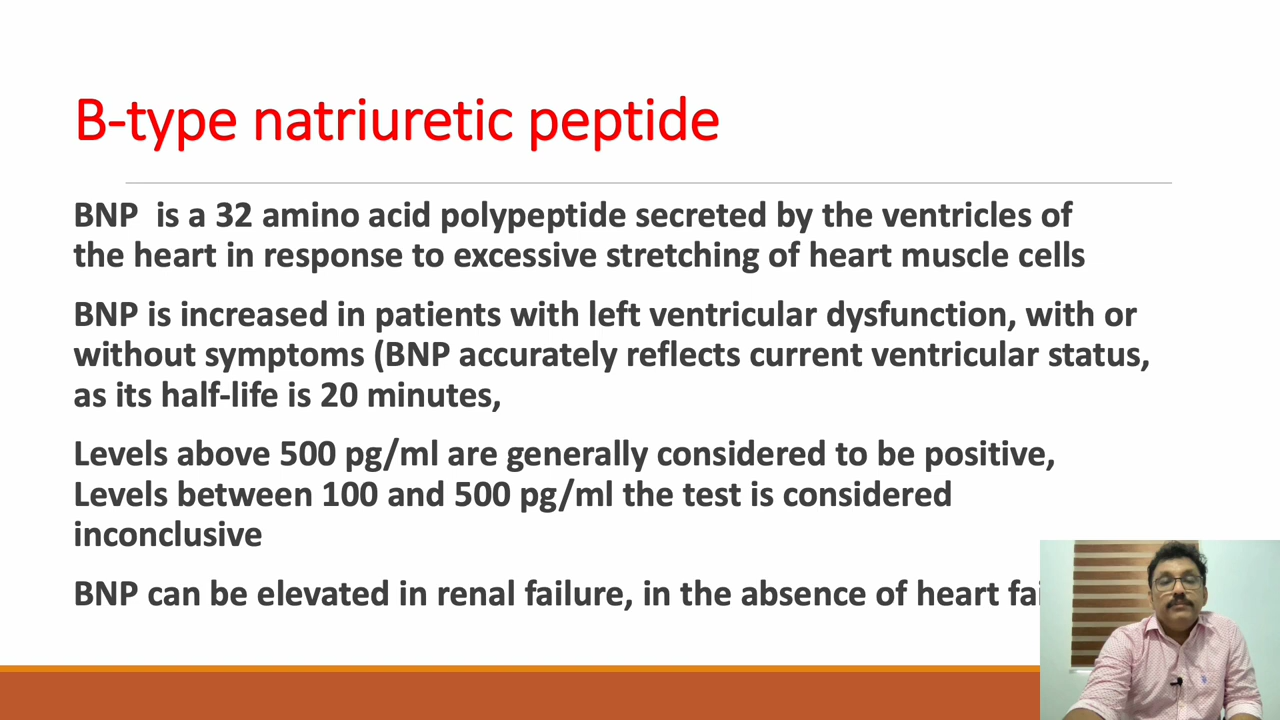 B-type natriuretic peptide
BNP is a 32 amino acid polypeptide secreted by the ventricles of
the heart in response to excessive stretching of heart muscle cells
BNP is increased in patients with left ventricular dysfunction, with or
without symptoms (BNP accurately reflects current ventricular status,
as its half-life is 20 minutes,
Levels above 500 pg/ml are generally considered to be positive,
Levels between 100 and 500 pg/ml the test is considered
inconclusive
BNP can be elevated in renal failure, in the absence of heart